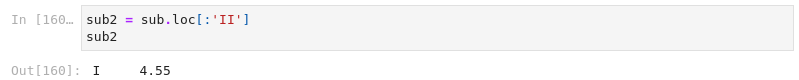 In [160… sub2 = sub.loc[:'II']
sub2
Out[160]: I     4.55